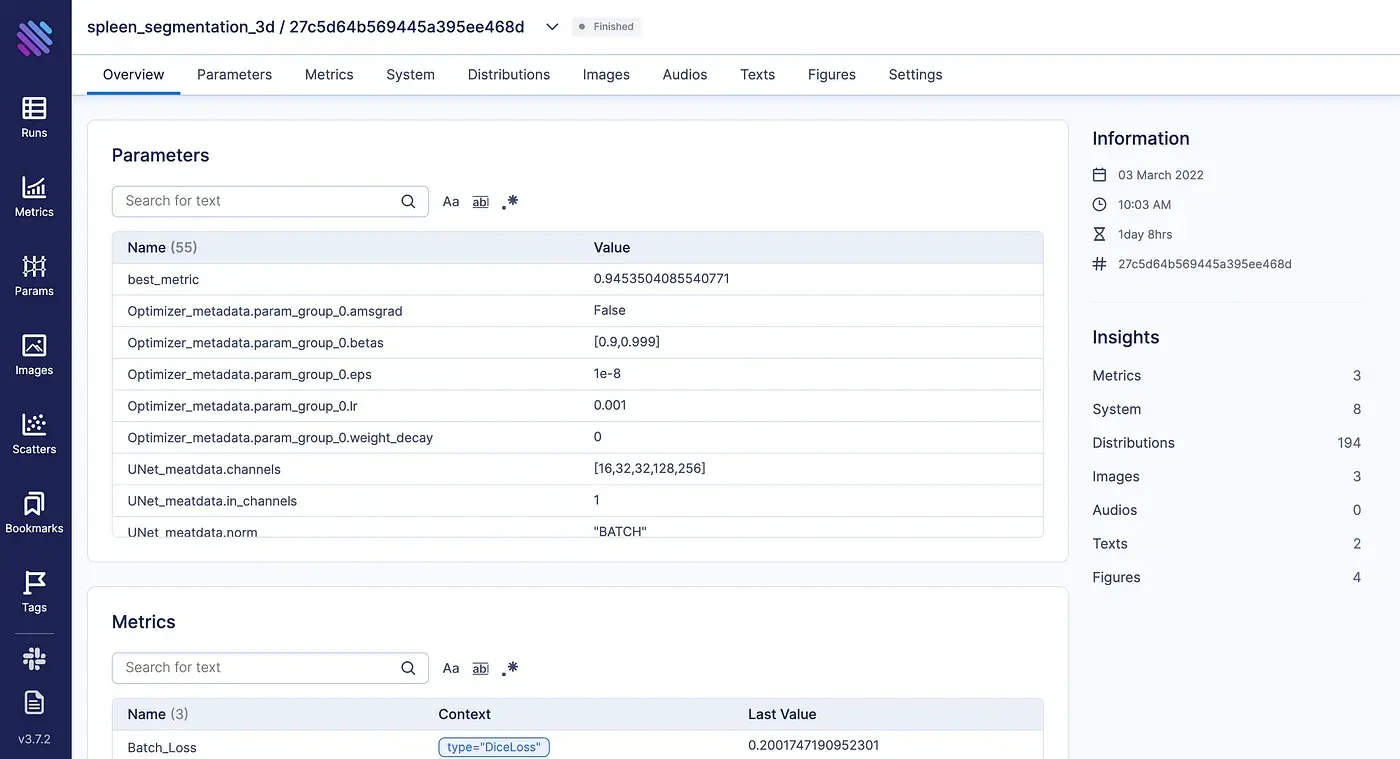 spleen_segmentation_3d / 27c5d64b569445a395ee468d
Finished
Overview Parameters Metrics System Distributions Images Audios Texts Figures Settings
Runs
Metrics
Params
Images
Scatters
Bookmarks
Tags
v3.7.2
Parameters
Search for text Aa ab| .*
Name (55) Value
best_metric 0.9453504085540771
Optimizer_metadata.param_group_0.amsgrad False
Optimizer_metadata.param_group_0.betas [0.9,0.999]
Optimizer_metadata.param_group_0.eps 1e-8
Optimizer_metadata.param_group_0.lr 0.001
Optimizer_metadata.param_group_0.weight_decay 0
UNet_meatdata.channels [16,32,32,128,256]
UNet_meatdata.in_channels 1
UNet_meatdata.norm "BATCH"
Metrics
Search for text Aa ab| .*
Name (3) Context Last Value
Batch_Loss type="DiceLoss" 0.2001747190952301
Information
03 March 2022
10:03 AM
1day 8hrs
# 27c5d64b569445a395ee468d
Insights
Metrics 3
System 8
Distributions 194
Images 3
Audios 0
Texts 2
Figures 4